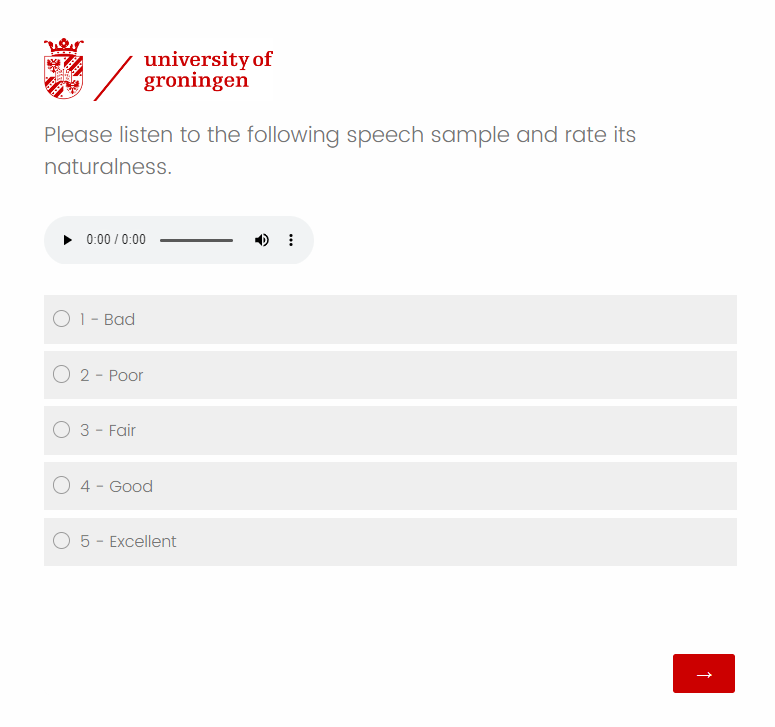 university of
groningen
Please listen to the following speech sample and rate its
naturalness.
0:00 / 0:00
1 - Bad
2 - Poor
3 - Fair
4 - Good
5 - Excellent
→